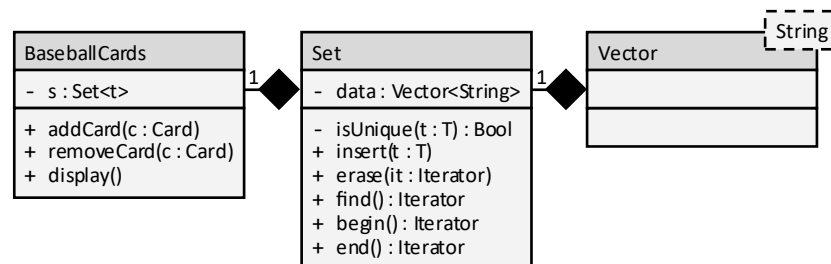 BaseballCards
- s : Set<t>
+ addCard(c : Card)
+ removeCard(c : Card)
+ display()
1
Set
- data : Vector<String>
- isUnique(t : T) : Bool
+ insert(t : T)
+ erase(it : Iterator)
+ find() : Iterator
+ begin() : Iterator
+ end() : Iterator
1
Vector
String